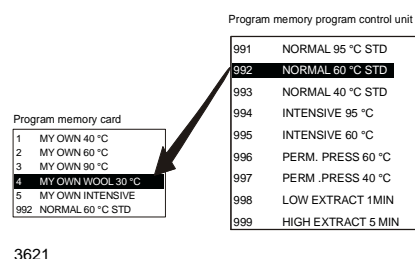 Program memory program control unit
991 NORMAL 95 °C STD
992 NORMAL 60 °C STD
993 NORMAL 40 °C STD
994 INTENSIVE 95 °C
995 INTENSIVE 60 °C
996 PERM. PRESS 60 °C
997 PERM .PRESS 40 °C
998 LOW EXTRACT 1MIN
999 HIGH EXTRACT 5 MIN
Program memory card
1 MY OWN 40 °C
2 MY OWN 60 °C
3 MY OWN 90 °C
4 MY OWN WOOL 30 °C
5 MY OWN INTENSIVE
992 NORMAL 60 °C STD
3621